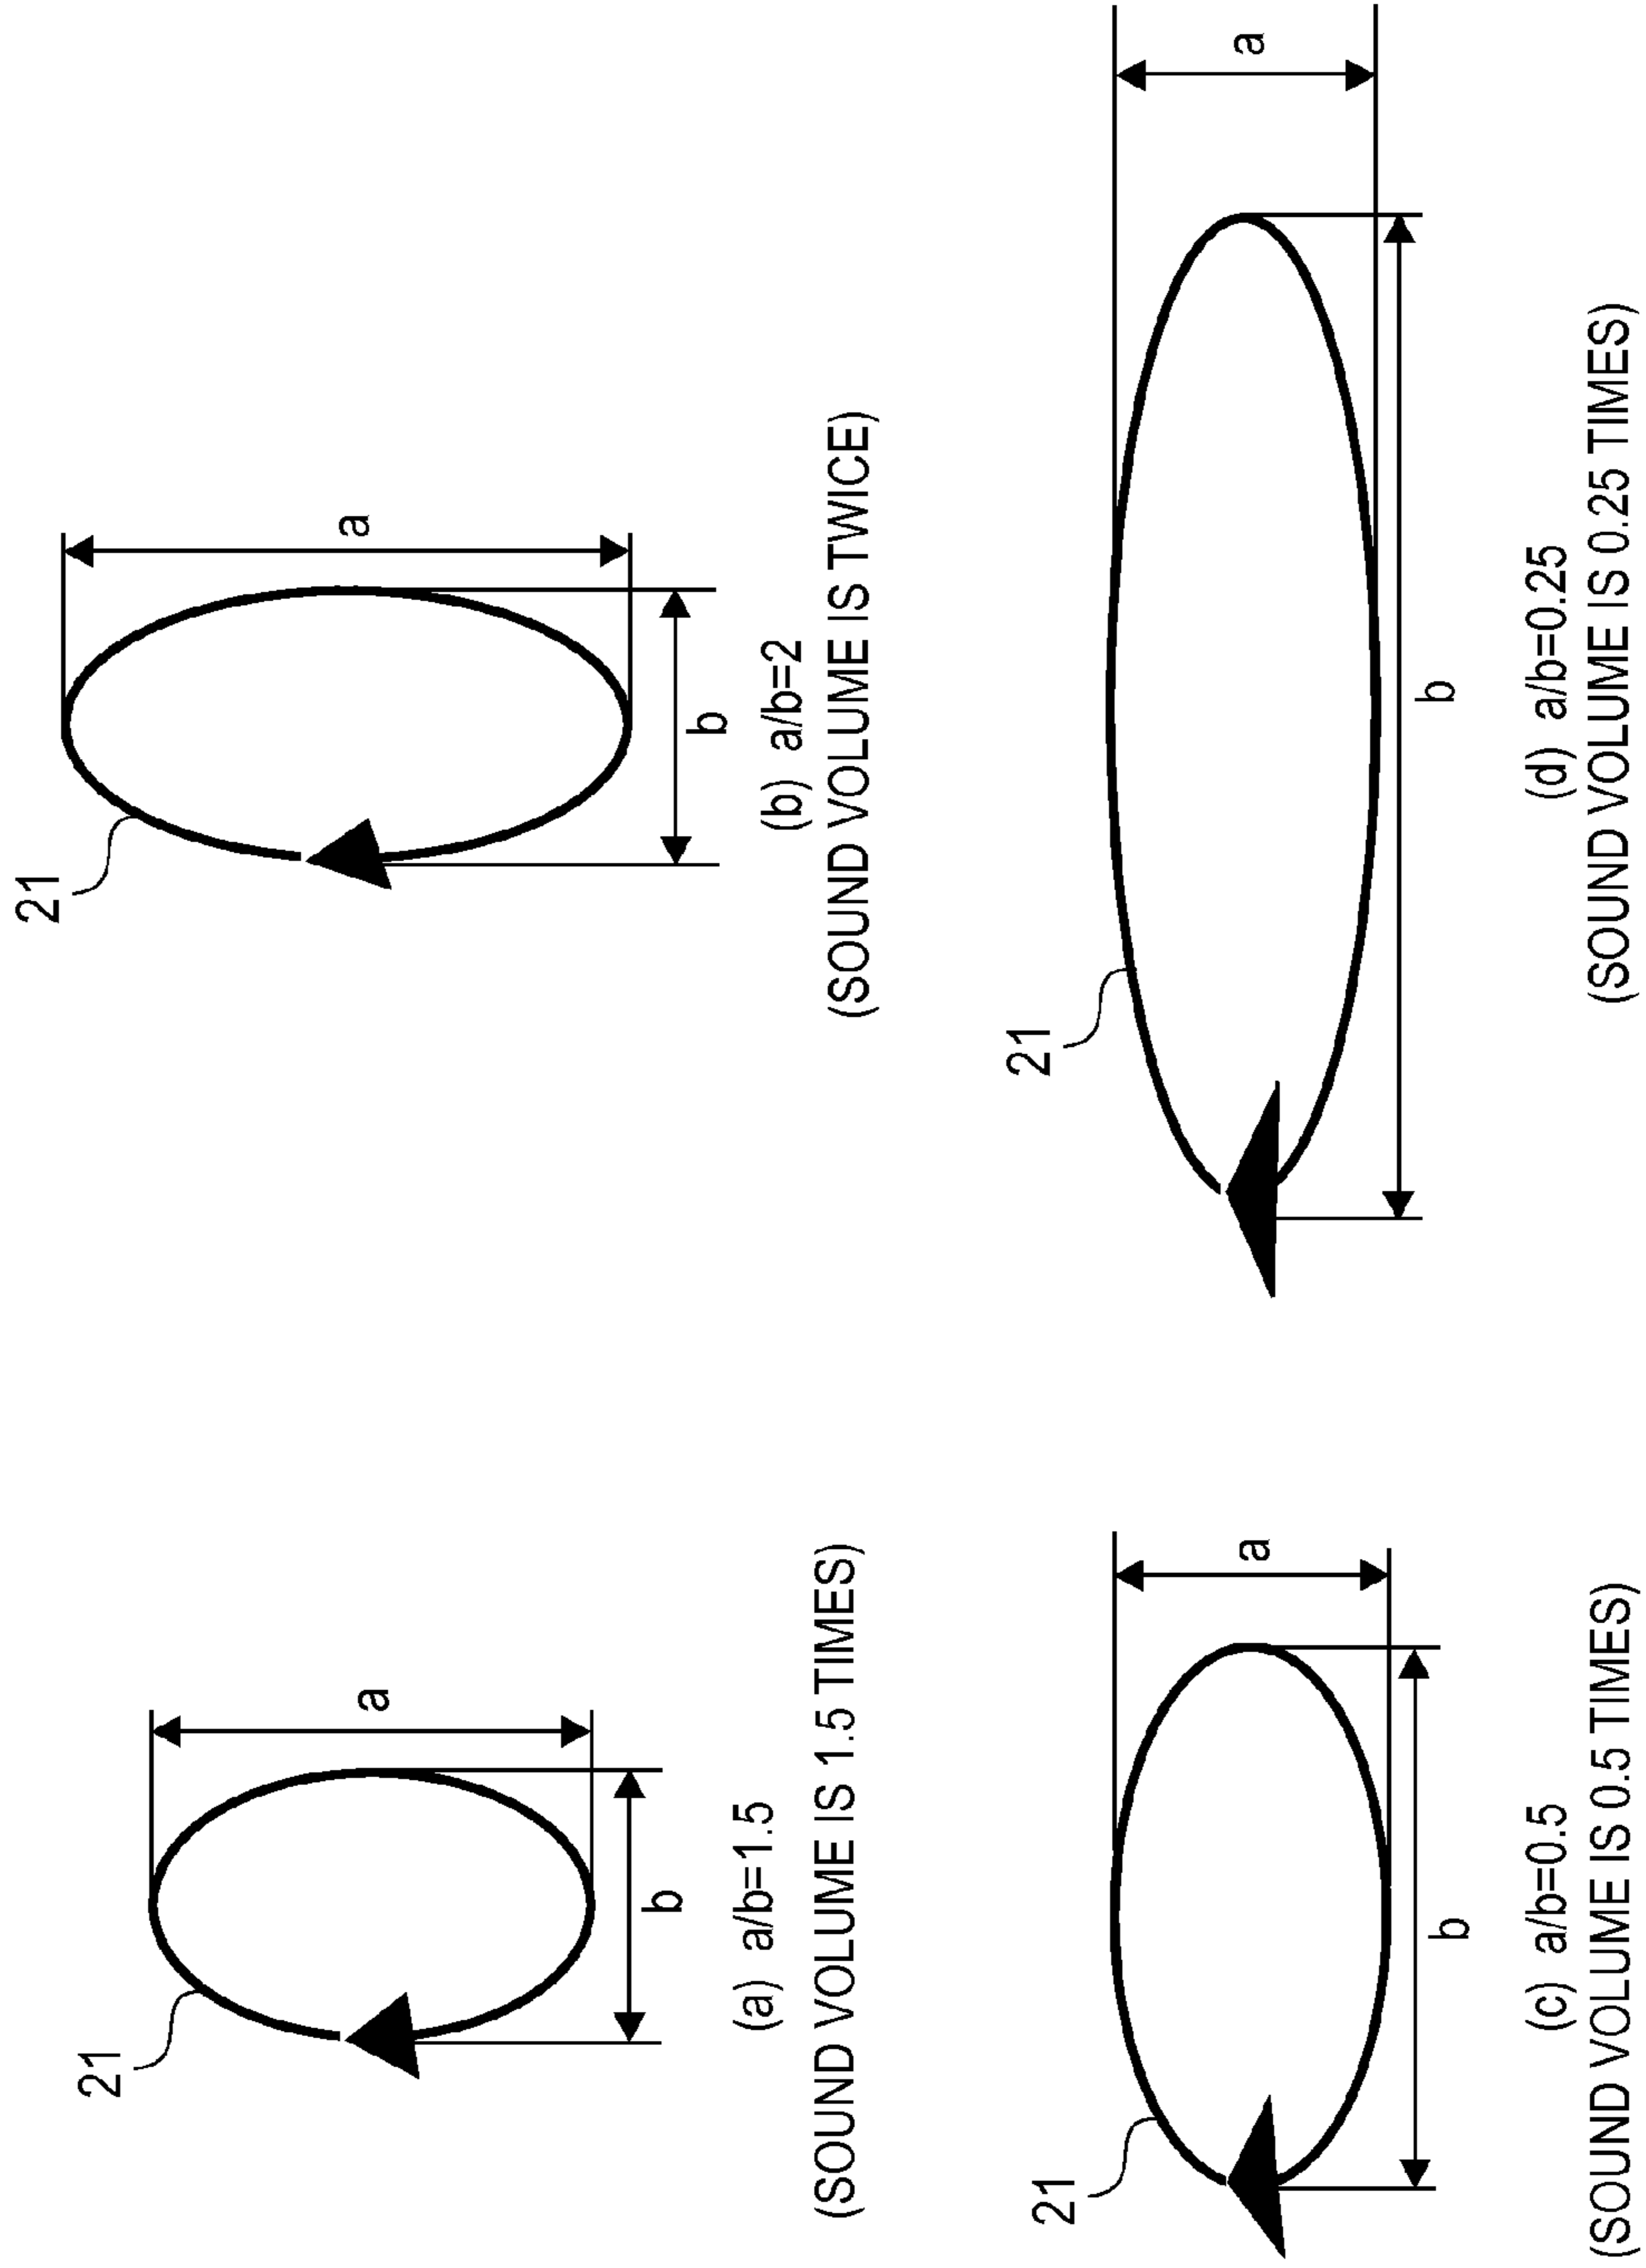 21
a
b
(a) a/b=1.5
(SOUND VOLUME IS 1.5 TIMES)
21
a
b
(b) a/b=2
(SOUND VOLUME IS TWICE)
21
a
b
(c) a/b=0.5
(SOUND VOLUME IS 0.5 TIMES)
21
a
b
(d) a/b=0.25
(SOUND VOLUME IS 0.25 TIMES)